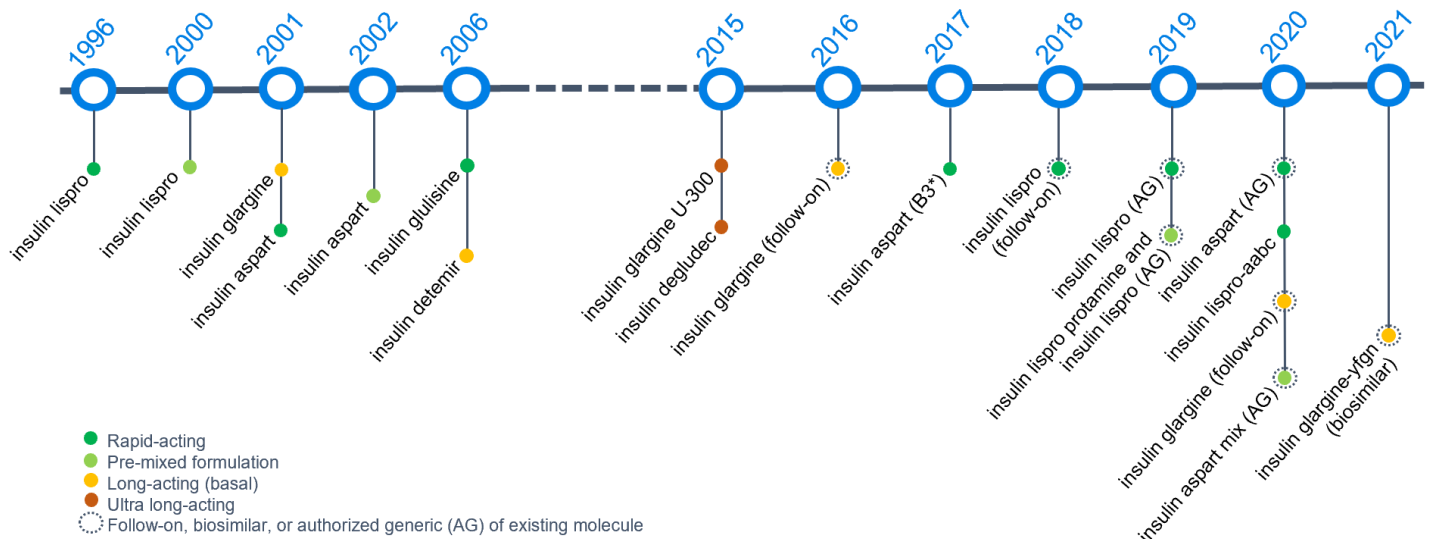 1996
2000
2001
2002
2006
2015
2016
2017
2018
2019
2020
2021
insulin lispro
insulin lispro
insulin glargine
insulin aspart
insulin aspart
insulin glulisine
insulin detemir
insulin glargine U-300
insulin degludec
insulin glargine (follow-on)
insulin aspart (B3*)
insulin lispro
(follow-on)
insulin lispro (AG)
insulin lispro protamine and
insulin lispro (AG)
insulin aspart (AG)
insulin lispro-aabc
insulin glargine (follow-on)
insulin aspart mix (AG)
insulin glargine-yfgn
(biosimilar)
Rapid-acting
Pre-mixed formulation
Long-acting (basal)
Ultra long-acting
Follow-on, biosimilar, or authorized generic (AG) of existing molecule